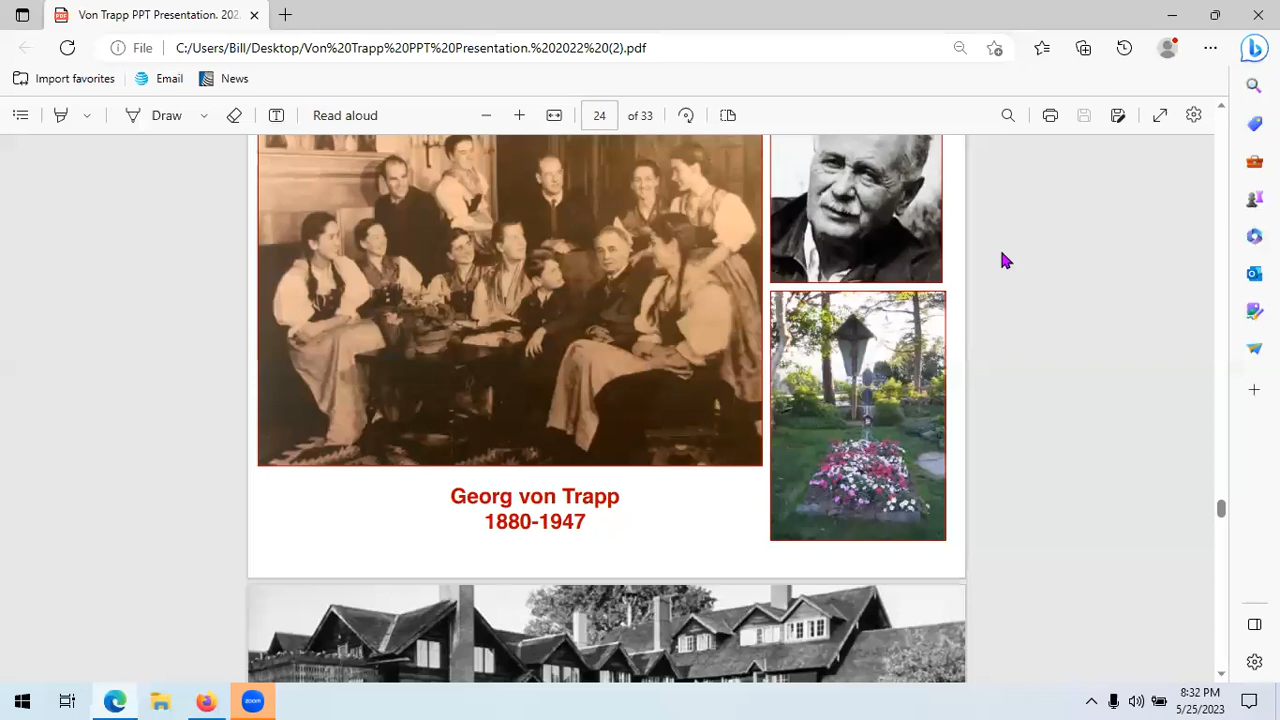 Von Trapp PPT Presentation. 202
File
C:/Users/Bill/Desktop/Von%20Trapp%20PPT%20Presentation.%202022%20(2).pdf
Import favorites
Email
News
Draw
Read aloud
24
of 33
Georg von Trapp
1880-1947
zoom
8:32 PM
5/25/2023